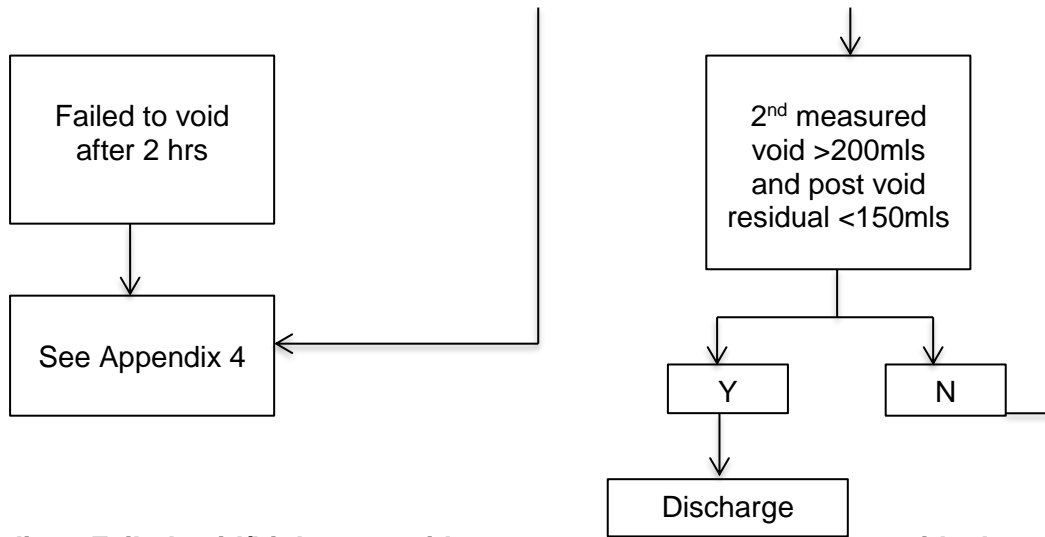 Failed to void
after 2 hrs
See Appendix 4
2nd measured
void >200mls
and post void
residual <150mls
Y
N
Discharge